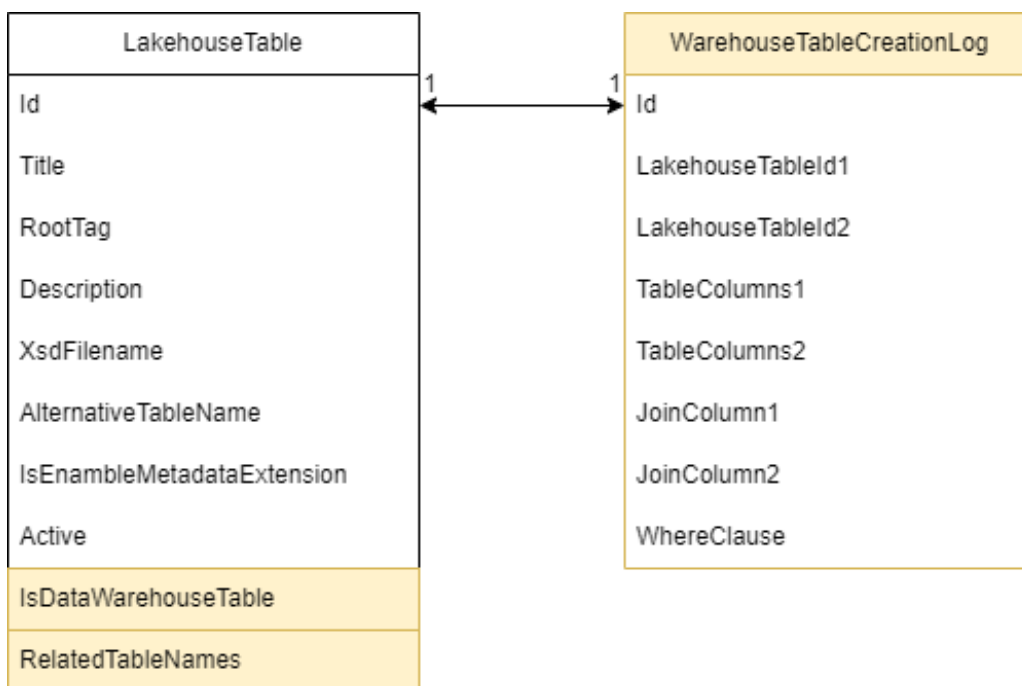 LakehouseTable
Id
Title
RootTag
Description
XsdFilename
AlternativeTableName
IsEnambleMetadataExtension
Active
IsDataWarehouseTable
RelatedTableNames
1
1
WarehouseTableCreationLog
Id
LakehouseTableId1
LakehouseTableId2
TableColumns1
TableColumns2
JoinColumn1
JoinColumn2
WhereClause